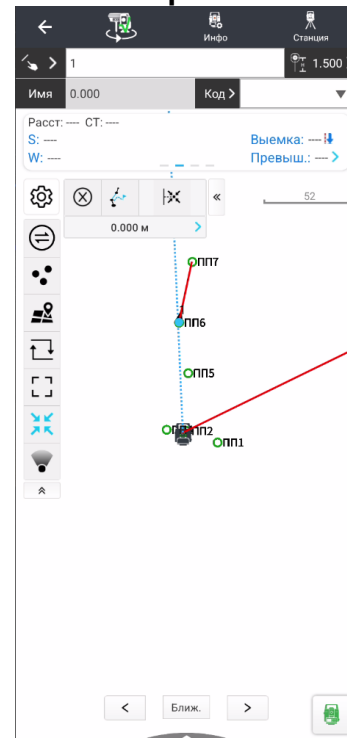 Инфо
Станция
1
1.500
Имя 0.000 Код >
Расст: ---- СТ: ----
S: ----
Выемка: ----
W: ----
Превыш.: ----
0.000 м
52
ПП7
ПП6
ПП5
ПП2
ПП1
Ближ.